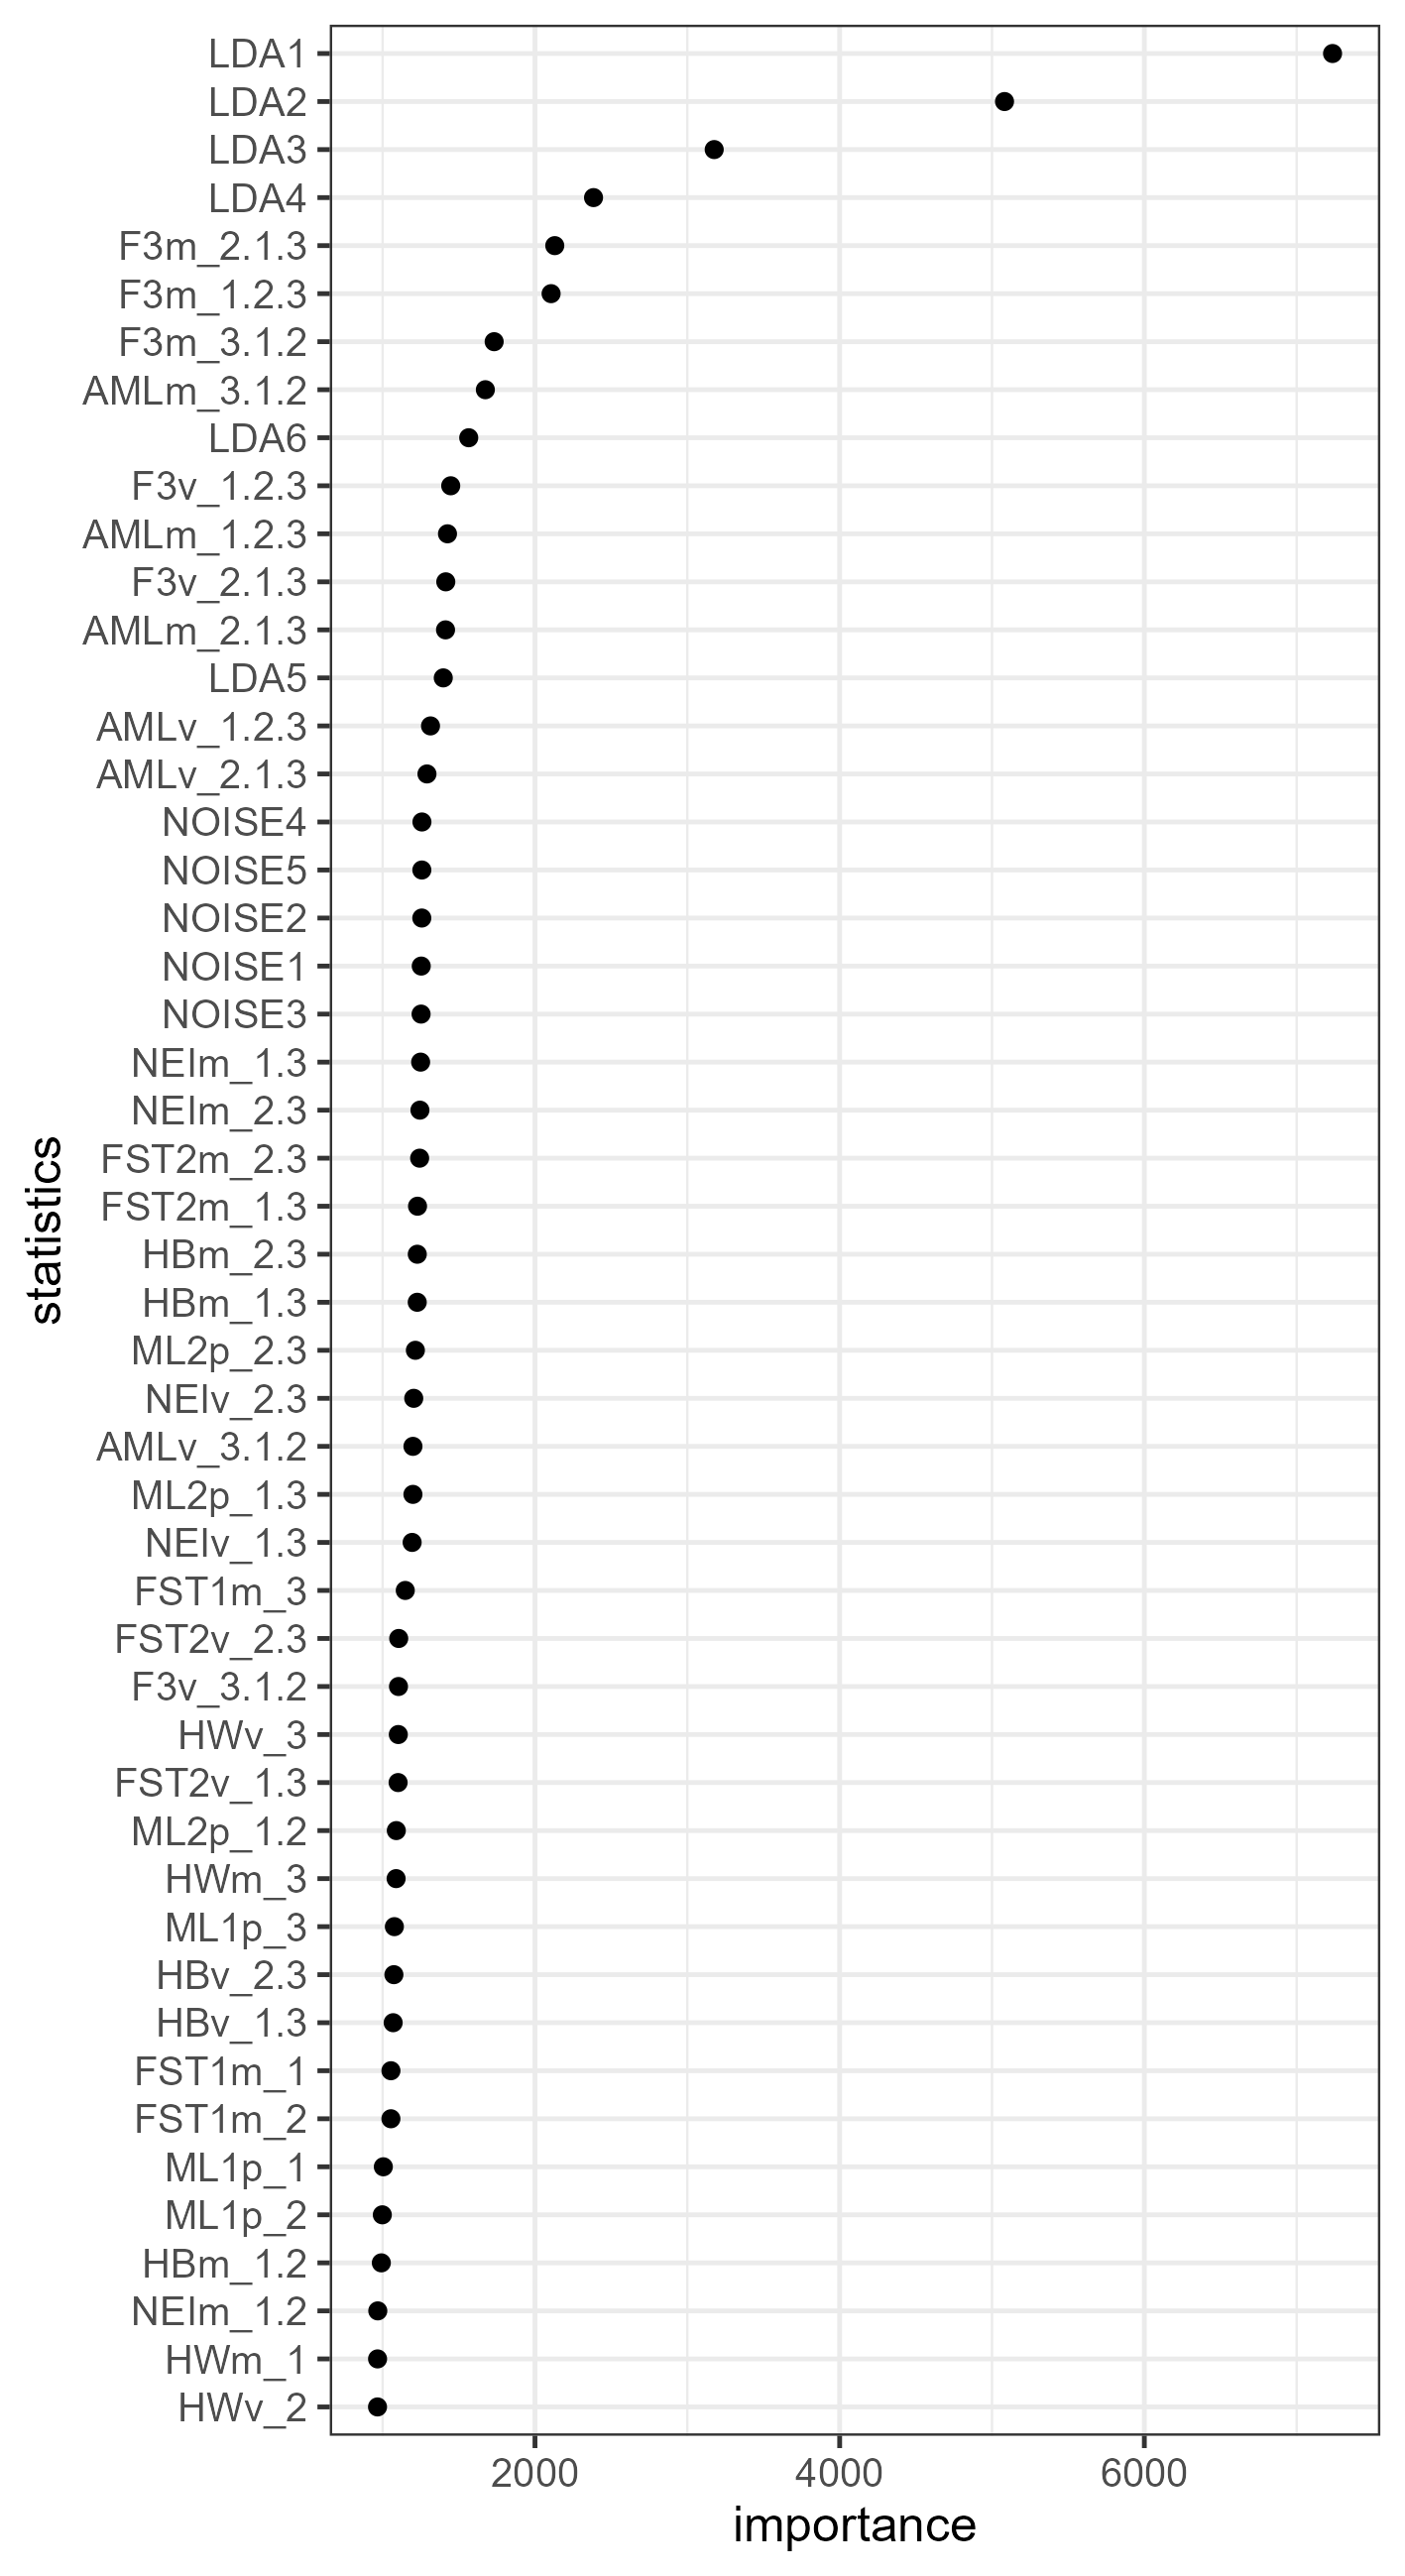 LDA1
LDA2
LDA3
LDA4
F3m_2.1.3
F3m_1.2.3
F3m_3.1.2
AMLm_3.1.2
LDA6
F3v_1.2.3
AMLm_1.2.3
F3v_2.1.3
AMLm_2.1.3
LDA5
AMLv_1.2.3
AMLv_2.1.3
NOISE4
NOISE5
NOISE2
NOISE1
NOISE3
NEIm_1.3
NEIm_2.3
FST2m_2.3
FST2m_1.3
HBm_2.3
HBm_1.3
ML2p_2.3
NEIv_2.3
AMLv_3.1.2
ML2p_1.3
NEIv_1.3
FST1m_3
FST2v_2.3
F3v_3.1.2
HWv_3
FST2v_1.3
ML2p_1.2
HWm_3
ML1p_3
HBv_2.3
HBv_1.3
FST1m_1
FST1m_2
ML1p_1
ML1p_2
HBm_1.2
NEIm_1.2
HWm_1
HWv_2
statistics
2000 4000 6000
importance